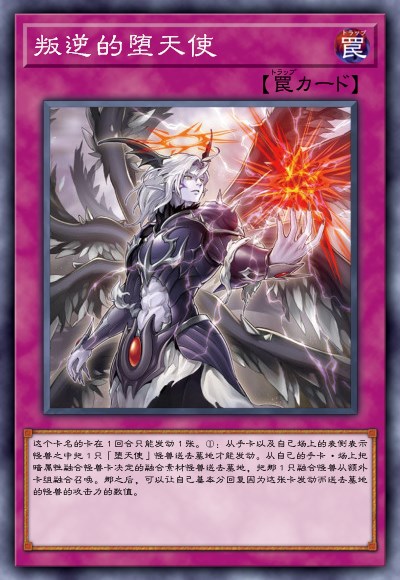 叛逆的堕天使
トラップ
罠
トラップ
【罠カード】
这个卡名的卡在1回合只能发动1张。①：从手卡以及自己场上的表侧表示
怪兽之中把1只「堕天使」怪兽送去墓地才能发动。从自己的手卡·场上把
暗属性融合怪兽卡决定的融合素材怪兽送去墓地，把那1只融合怪兽从额外
卡组融合召唤。那之后，可以让自己基本分回复因为这张卡发动而送去墓地
的怪兽的攻击力的数值。